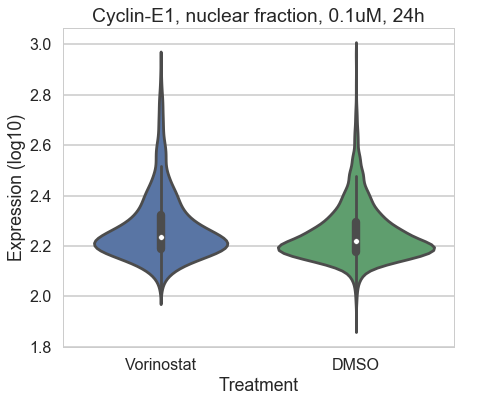 Cyclin-E1, nuclear fraction, 0.1uM, 24h
3.0
2.8
2.6
2.4
2.2
2.0
1.8
Expression (log10)
Vorinostat
DMSO
Treatment